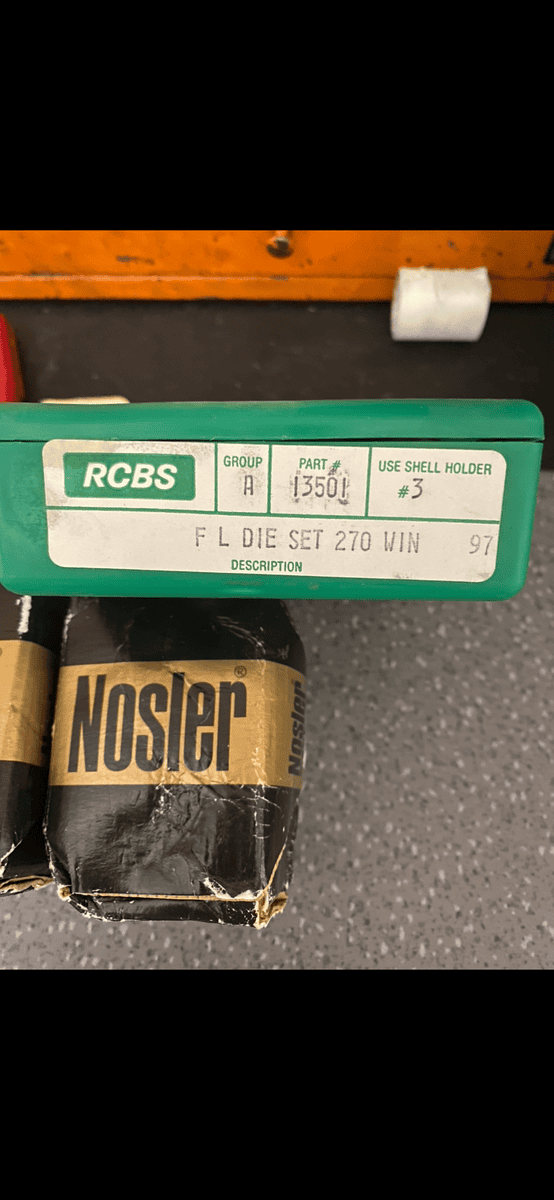 RCBS
GROUP
A
PART #
13501
USE SHELL HOLDER
#3
F L DIE SET 270 WIN 97
DESCRIPTION
Nosler®
Nosler